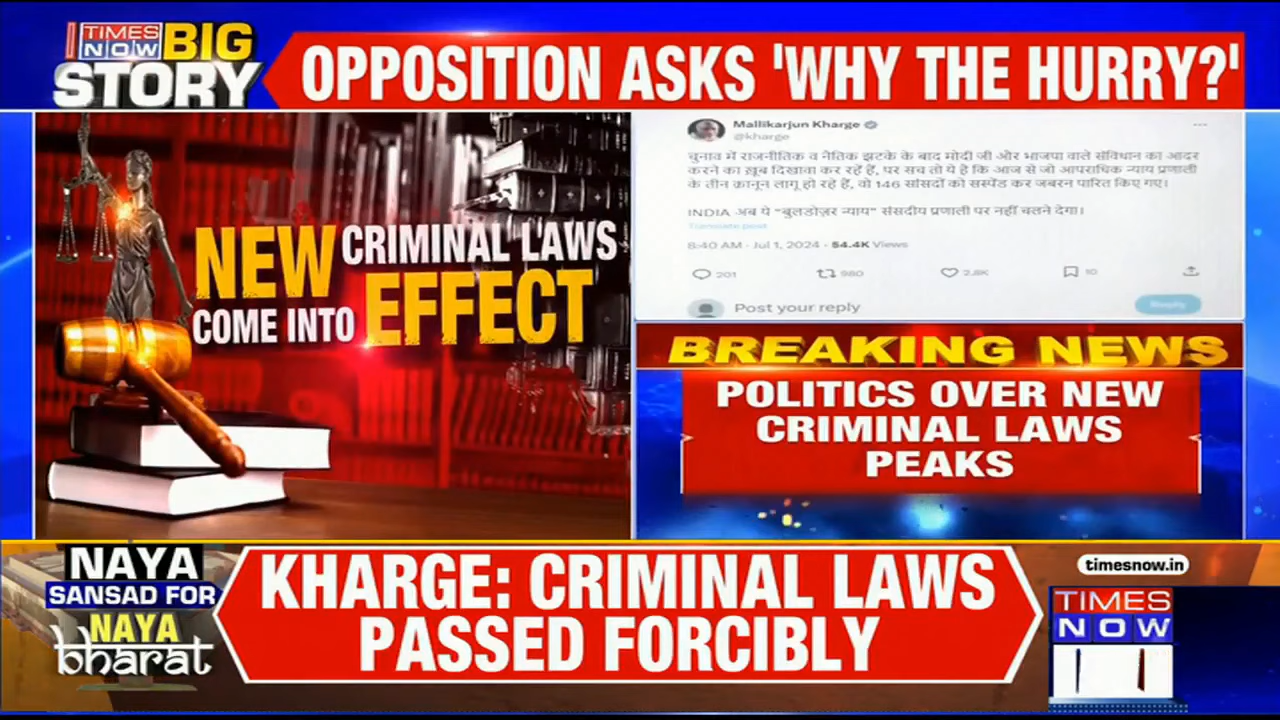 TIMES NOW BIG STORY
OPPOSITION ASKS 'WHY THE HURRY?'
NEW CRIMINAL LAWS
COME INTO EFFECT
Mallikarjun Kharge
@kharge
चुनाव में राजनीतिक व नैतिक झटके के बाद मोदी जी और भाजपा वाले संविधान का आदर
करने का ख़ूब दिखावा कर रहें हैं, पर सच तो ये है कि आज से जो आपराधिक न्याय प्रणाली
के तीन क़ानून लागू हो रहे हैं, वो 146 सांसदों को सस्पेंड कर जबरन पारित किए गए।
INDIA अब ये “बुलडोज़र न्याय” संसदीय प्रणाली पर नहीं चलने देगा।
Translate post
8:40 AM · Jul 1, 2024 · 54.4K Views
201 980 2.8K 10
Post your reply
Reply
BREAKING NEWS
POLITICS OVER NEW
CRIMINAL LAWS
PEAKS
NAYA
SANSAD FOR
NAYA
bharat
KHARGE: CRIMINAL LAWS
PASSED FORCIBLY
timesnow.in
TIMES
NOW